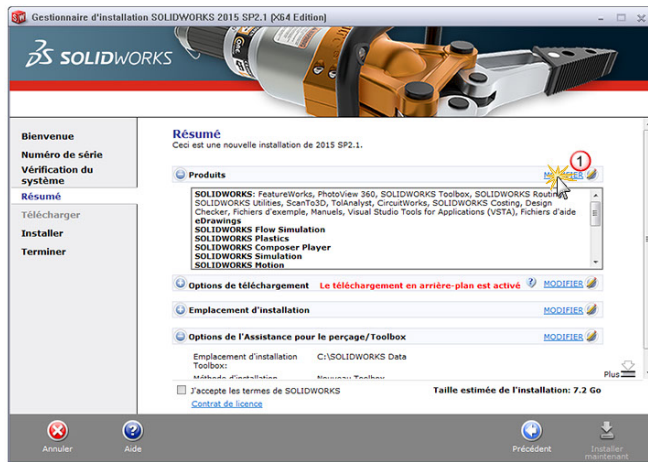 Gestionnaire d'installation SOLIDWORKS 2015 SP2.1 (X64 Edition)
SOLIDWORKS
Bienvenue
Numéro de série
Vérification du
système
Résumé
Télécharger
Installer
Terminer
Résumé
Ceci est une nouvelle installation de 2015 SP2.1.
Produits
MODIFIER
1
SOLIDWORKS: FeatureWorks, PhotoView 360, SOLIDWORKS Toolbox, SOLIDWORKS
SOLIDWORKS Utilities, ScanTo3D, TolAnalyst, CircuitWorks, SOLIDWORKS Costing, Design
Checker, Fichiers d'exemple, Manuels, Visual Studio Tools for Applications (VSTA), Fichiers d'aide
eDrawings
SOLIDWORKS Flow Simulation
SOLIDWORKS Plastics
SOLIDWORKS Composer Player
SOLIDWORKS Simulation
SOLIDWORKS Motion
Options de téléchargement Le téléchargement en arrière-plan est activé MODIFIER
Emplacement d'installation MODIFIER
Options de l'Assistance pour le perçage/Toolbox MODIFIER
Emplacement d'installation C:\SOLIDWORKS Data
Toolbox:
Méthode d'installation Nouveau Toolbox
Plus
J'accepte les termes de SOLIDWORKS
Taille estimée de l'installation: 7.2 Go
Contrat de licence
Annuler
Aide
Précédent
Installer
maintenant